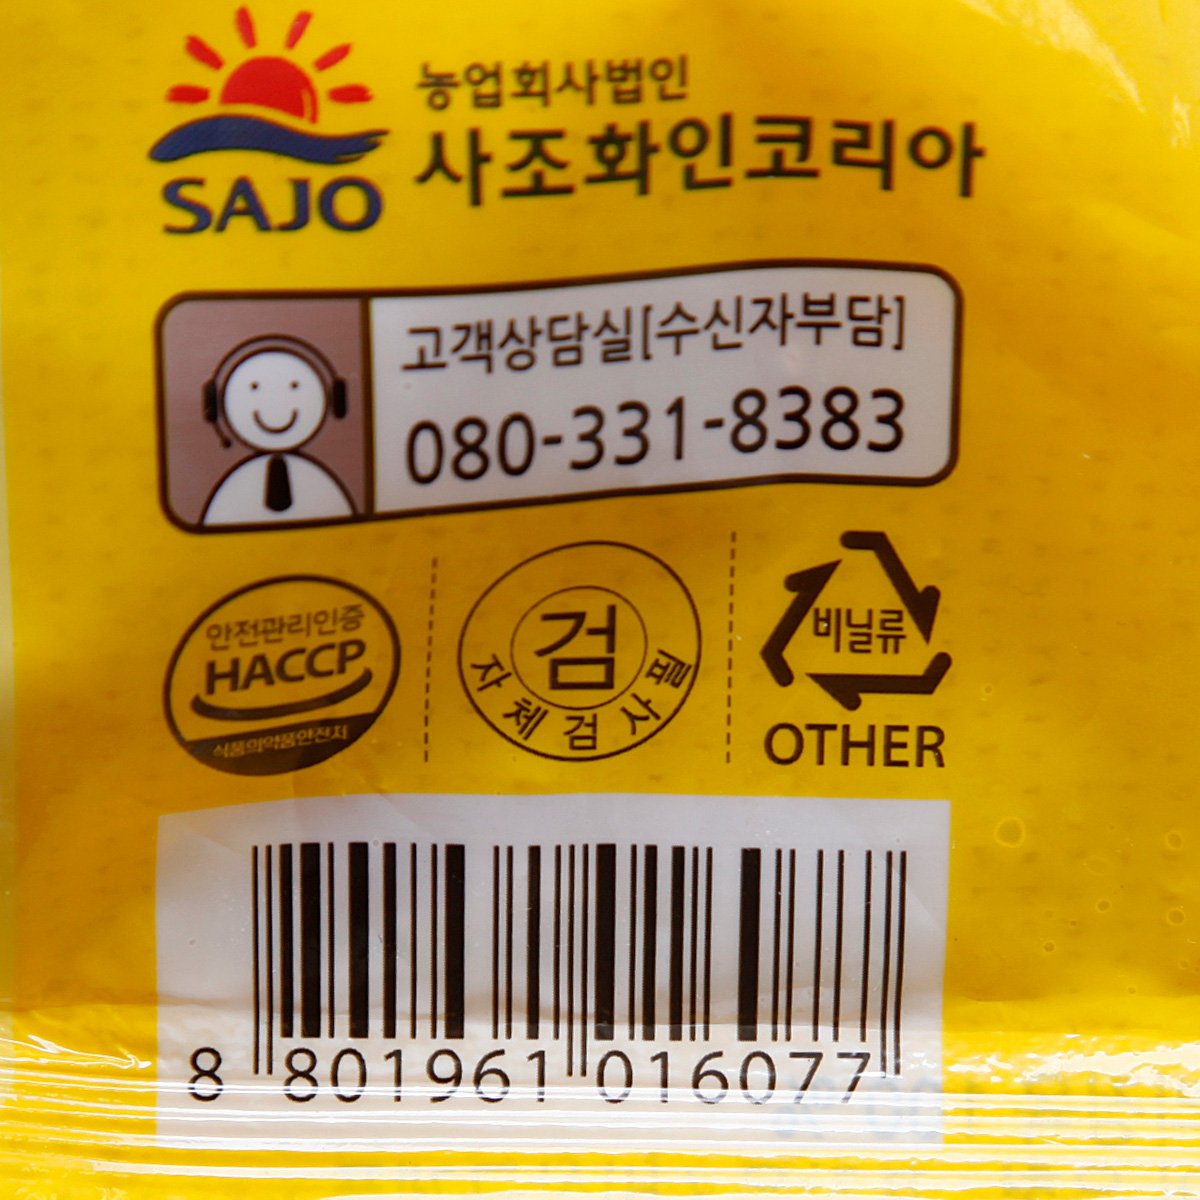 SAJO
농업회사법인
사조화인코리아
고객상담실[수신자부담]
080-331-8383
안전관리인증
HACCP
식품의약품안전처
검
자체검사필
비닐류
OTHER
8 801961 016077